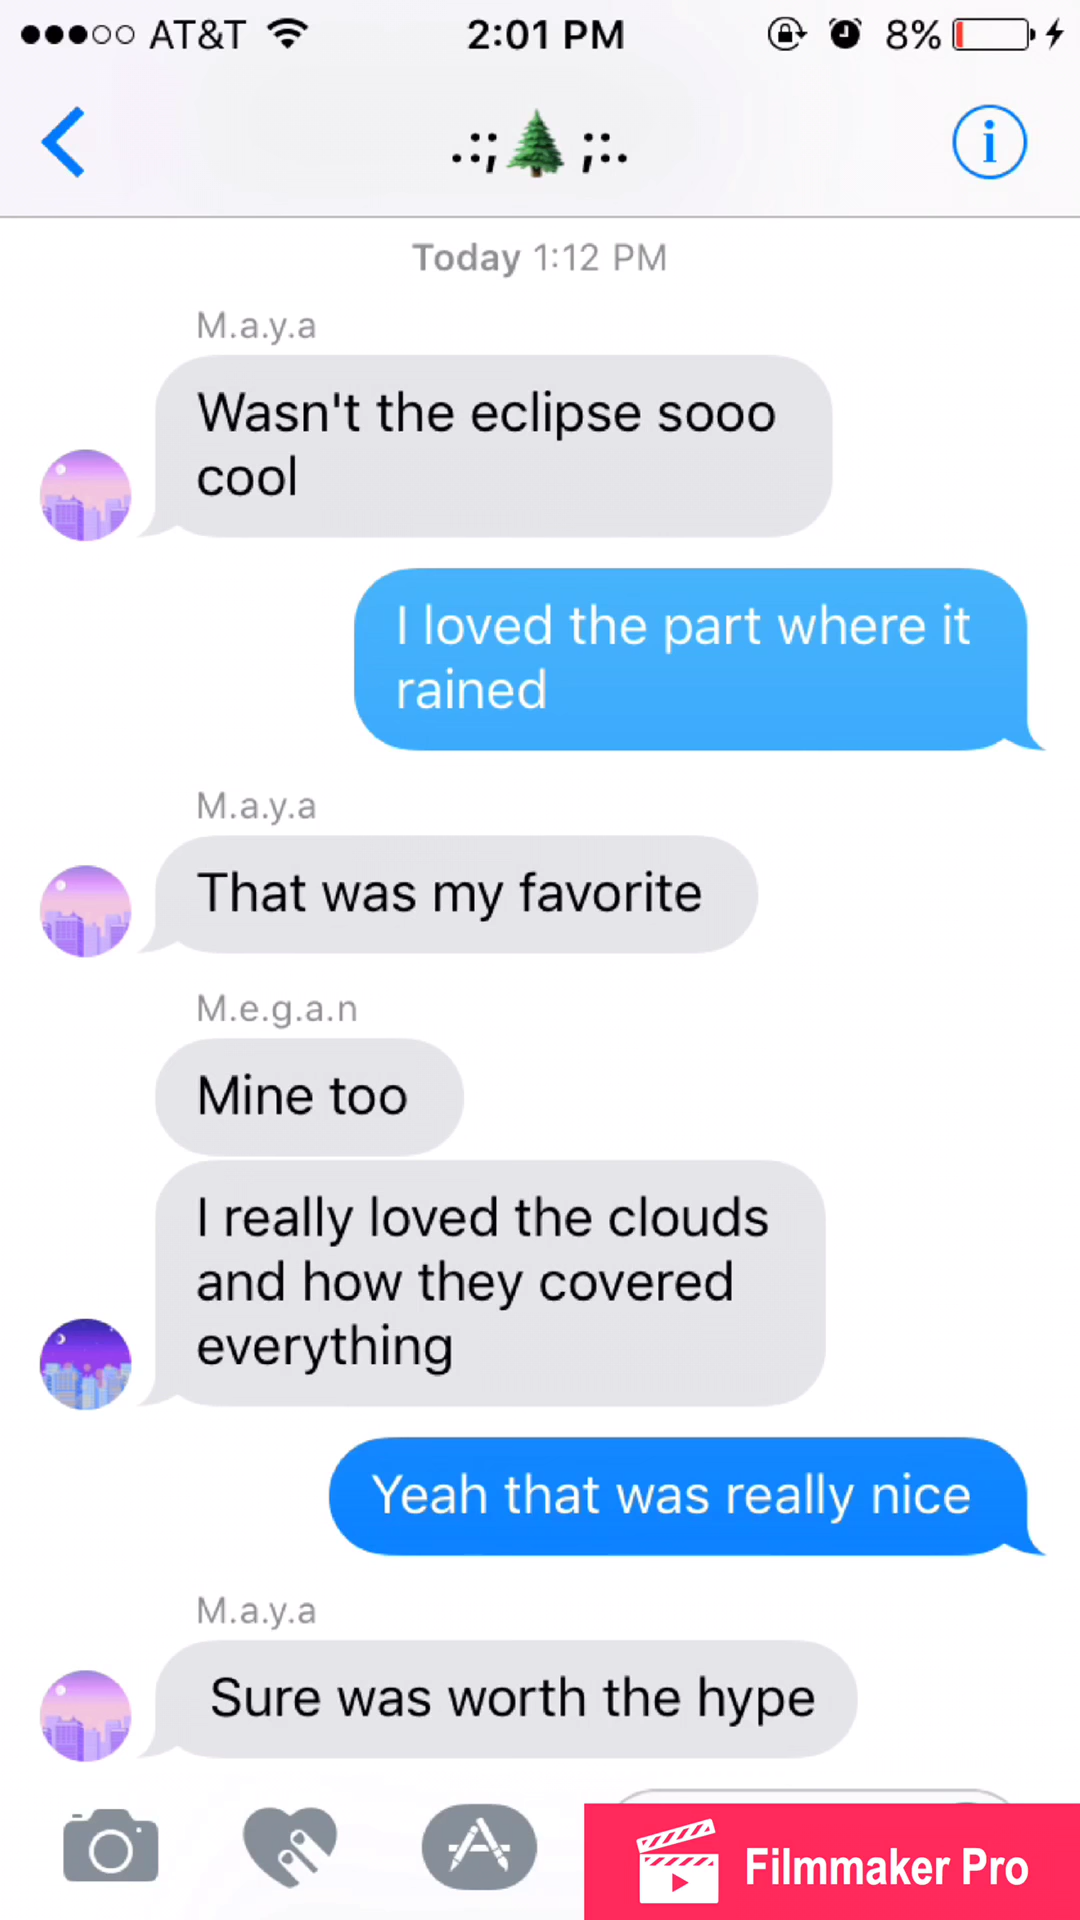 AT&T 2:01 PM 8%
.:; 🌲 ;:.
Today 1:12 PM
M.a.y.a
Wasn't the eclipse sooo
cool
I loved the part where it
rained
M.a.y.a
That was my favorite
M.e.g.a.n
Mine too
I really loved the clouds
and how they covered
everything
Yeah that was really nice
M.a.y.a
Sure was worth the hype
Filmmaker Pro